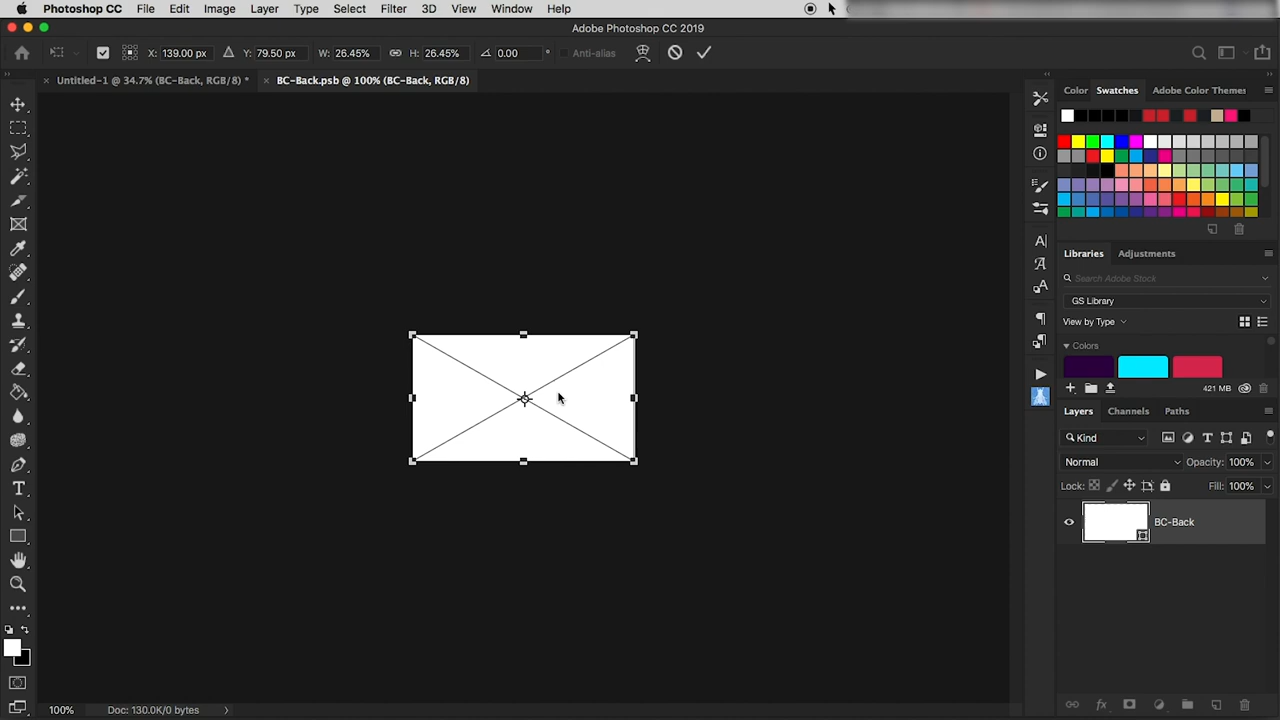 Photoshop CC File Edit Image Layer Type Select Filter 3D View Window Help
Adobe Photoshop CC 2019
X: 139.00 px Y: 79.50 px W: 26.45% H: 26.45% 0.00 ° Anti-alias
Untitled-1 @ 34.7% (BC-Back, RGB/8) * BC-Back.psb @ 100% (BC-Back, RGB/8)
Color Swatches Adobe Color Themes
Libraries Adjustments
Search Adobe Stock
GS Library
View by Type
Colors
421 MB
Layers Channels Paths
Kind
Normal Opacity: 100%
Lock: Fill: 100%
BC-Back
100% Doc: 130.0K/0 bytes